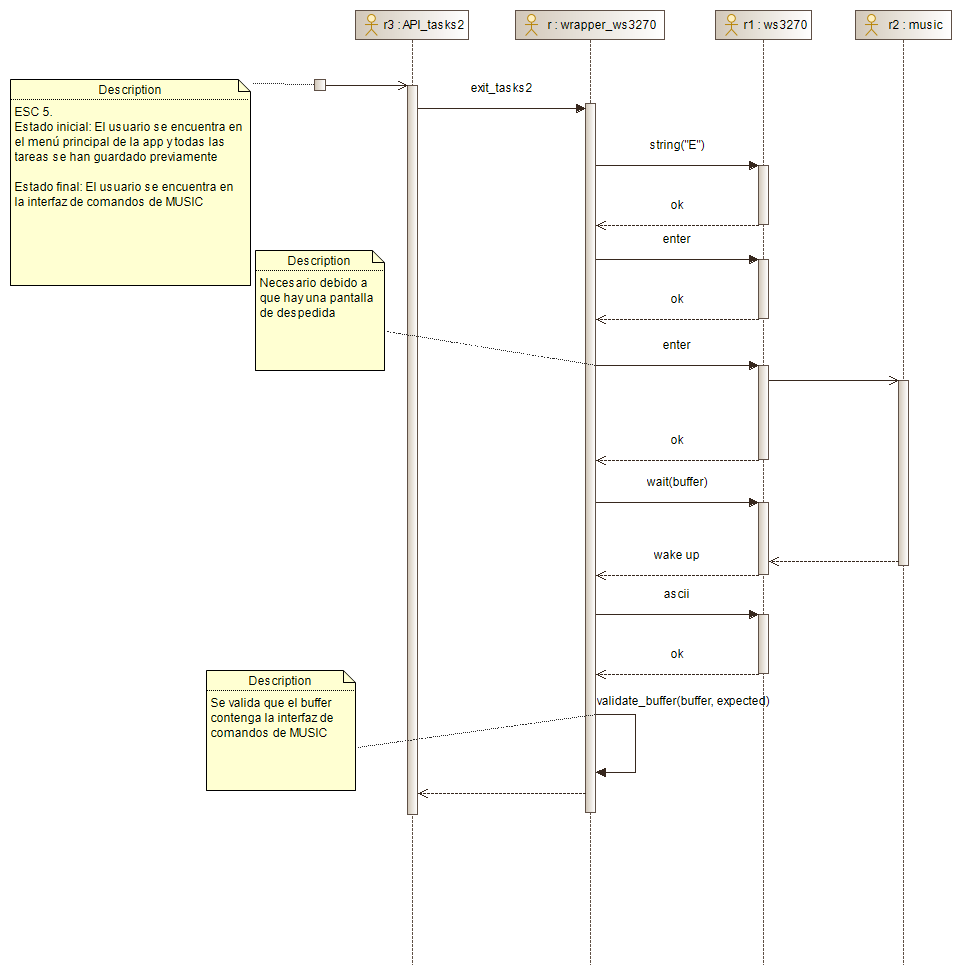 r3 : API_tasks2
r : wrapper_ws3270
r1 : ws3270
r2 : music
Description
ESC 5.
Estado inicial: El usuario se encuentra en
el menú principal de la app y todas las
tareas se han guardado previamente
Estado final: El usuario se encuentra en
la interfaz de comandos de MUSIC
exit_tasks2
string("E")
ok
enter
Description
Necesario debido a
que hay una pantalla
de despedida
ok
enter
ok
wait(buffer)
wake up
ascii
ok
Description
Se valida que el buffer
contenga la interfaz de
comandos de MUSIC
validate_buffer(buffer, expected)